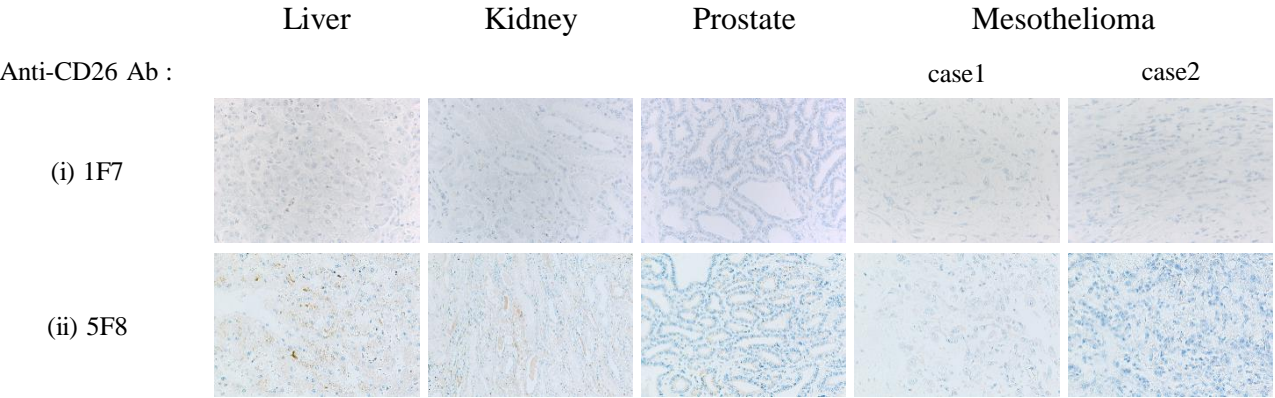 Liver Kidney Prostate Mesothelioma
Anti-CD26 Ab : case1 case2
(i) 1F7
(ii) 5F8